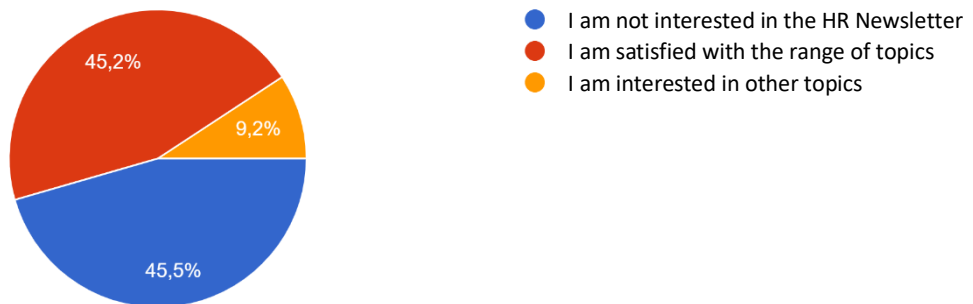 I am not interested in the HR Newsletter
I am satisfied with the range of topics
I am interested in other topics
45,2%
9,2%
45,5%